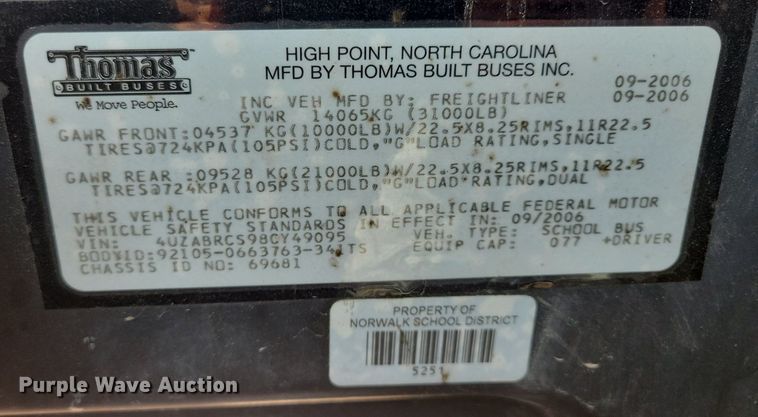 Thomas
BUILT BUSES
We Move People.
HIGH POINT, NORTH CAROLINA
MFD BY THOMAS BUILT BUSES INC.
09-2006
INC VEH MFD BY: FREIGHTLINER 09-2006
GVWR 14065KG (31000LB)
GAWR FRONT:04537 KG(10000LB)W/22.5X8.25RIMS,11R22.5
TIRES@724KPA(105PSI)COLD,"G"LOAD RATING,SINGLE
GAWR REAR :09528 KG(21000LB)W/22.5X8.25RIMS,11R22.5
TIRES@724KPA(105PSI)COLD,"G"LOAD RATING,DUAL
THIS VEHICLE CONFORMS TO ALL APPLICABLE FEDERAL MOTOR
VEHICLE SAFETY STANDARDS IN EFFECT IN: 09/2006
VIN: 4UZABRCS98CY49095 VEH. TYPE: SCHOOL BUS
BODYID:92105-0663763-341TS EQUIP CAP: 077 +DRIVER
CHASSIS ID NO: 69681
PROPERTY OF
NORWALK SCHOOL DISTRICT
5251
Purple Wave Auction